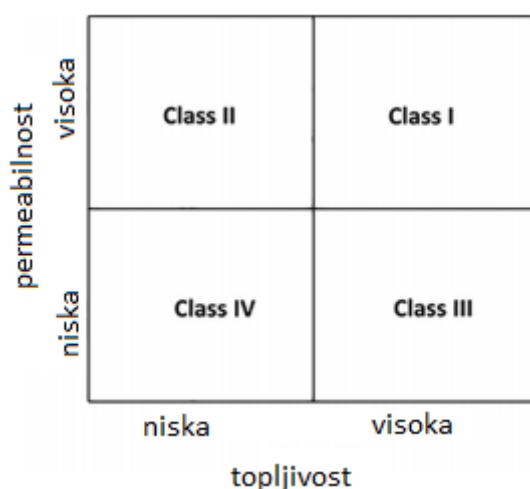 visoka
Class II
Class I
permeabilnost
niska
Class IV
Class III
niska
visoka
topljivost